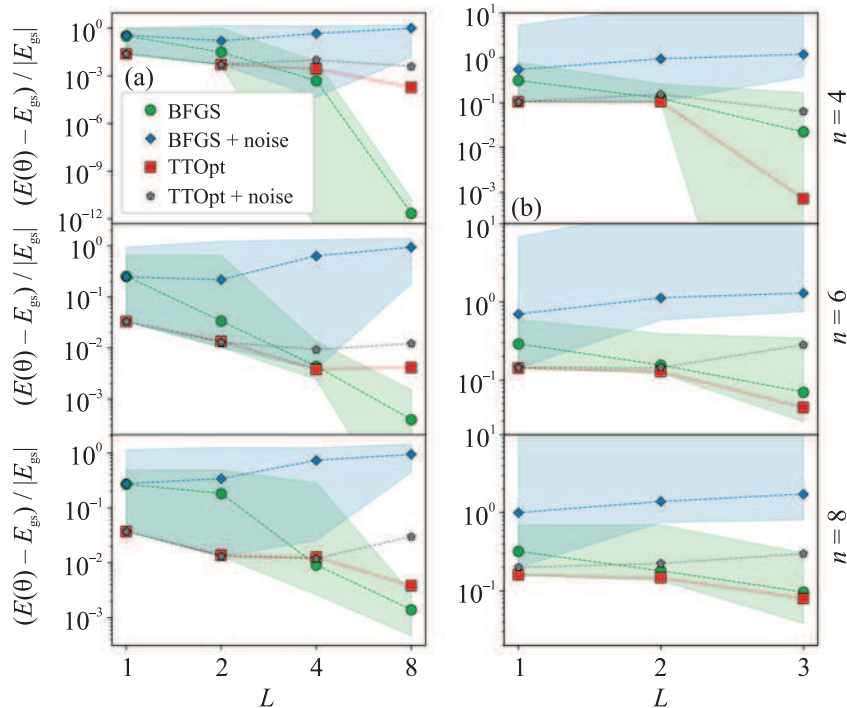 (E(θ) − E_gs) / |E_gs|
10^0
10^-3
10^-6
10^-9
10^-12
(a)
BFGS
BFGS + noise
TTOpt
TTOpt + noise
10^1
10^0
10^-1
10^-2
10^-3
(b)
n = 4
(E(θ) − E_gs) / |E_gs|
10^0
10^-1
10^-2
10^-3
10^1
10^0
10^-1
n = 6
(E(θ) − E_gs) / |E_gs|
10^0
10^-1
10^-2
10^-3
10^1
10^0
10^-1
n = 8
1 2 4 8
L
1 2 3
L